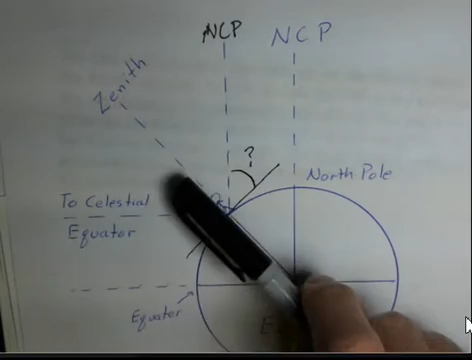 NCP
NCP
Zenith
?
North Pole
To Celestial
Equator
Equator